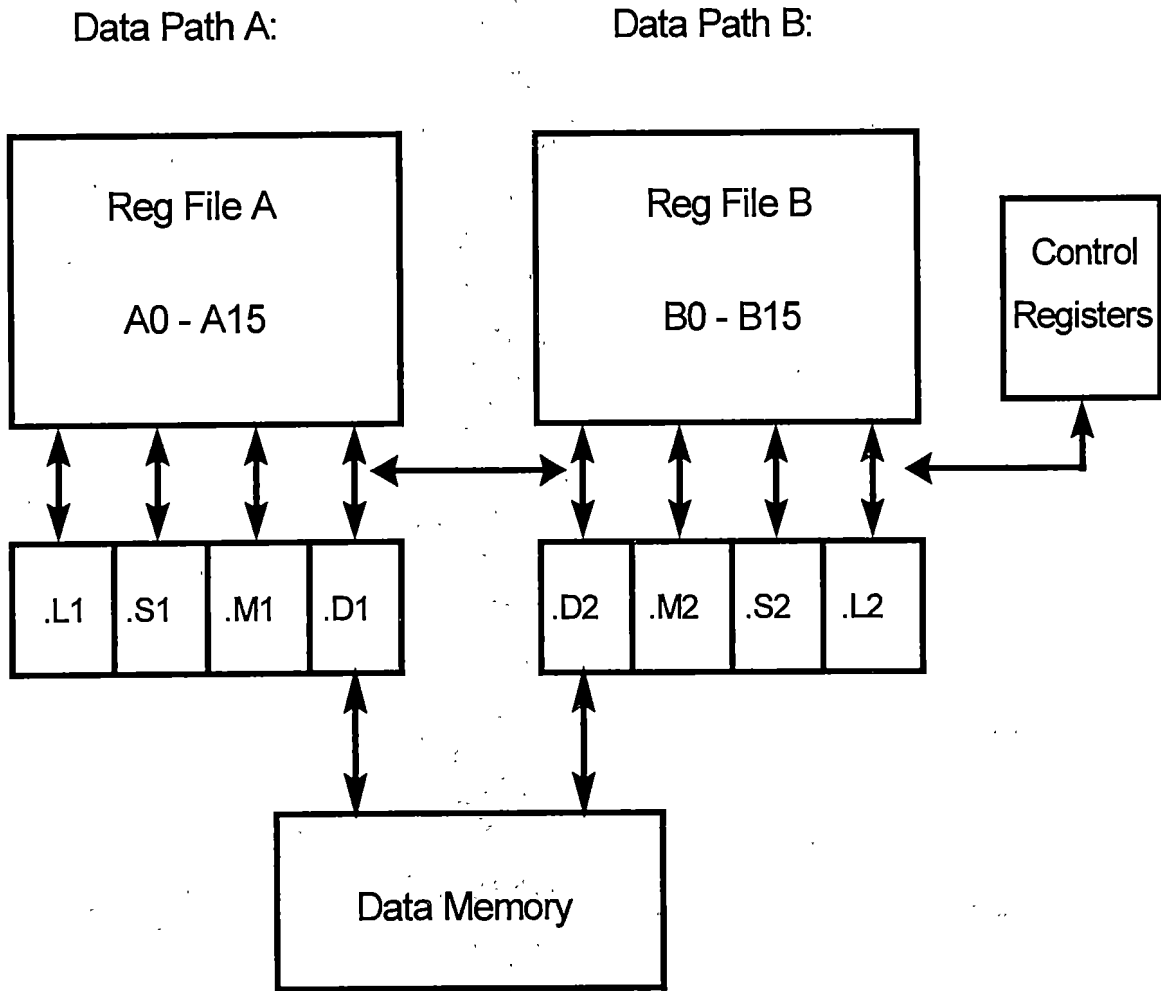 Data Path A:
Data Path B:
Reg File A
A0 - A15
Reg File B
B0 - B15
Control
Registers
.L1
.S1
.M1
.D1
.D2
.M2
.S2
.L2
Data Memory